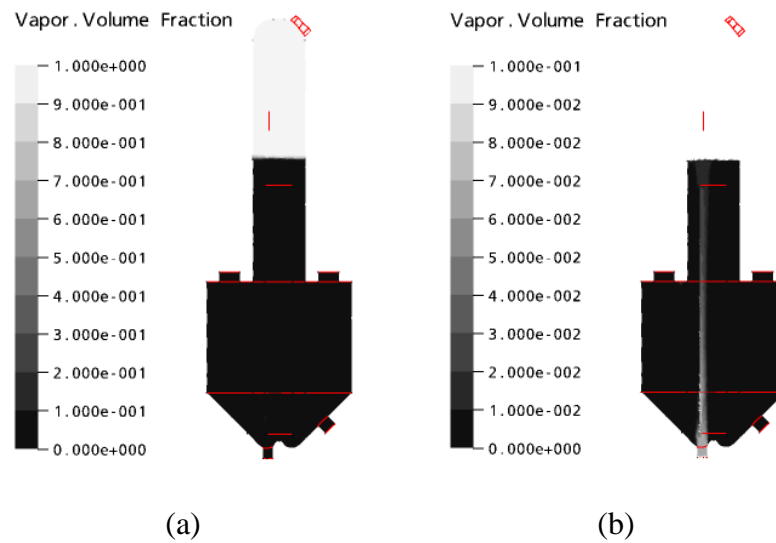 Vapor . Volume Fraction
1.000e+000
9.000e-001
8.000e-001
7.000e-001
6.000e-001
5.000e-001
4.000e-001
3.000e-001
2.000e-001
1.000e-001
0.000e+000
(a)
Vapor . Volume Fraction
1.000e-001
9.000e-002
8.000e-002
7.000e-002
6.000e-002
5.000e-002
4.000e-002
3.000e-002
2.000e-002
1.000e-002
0.000e+000
(b)